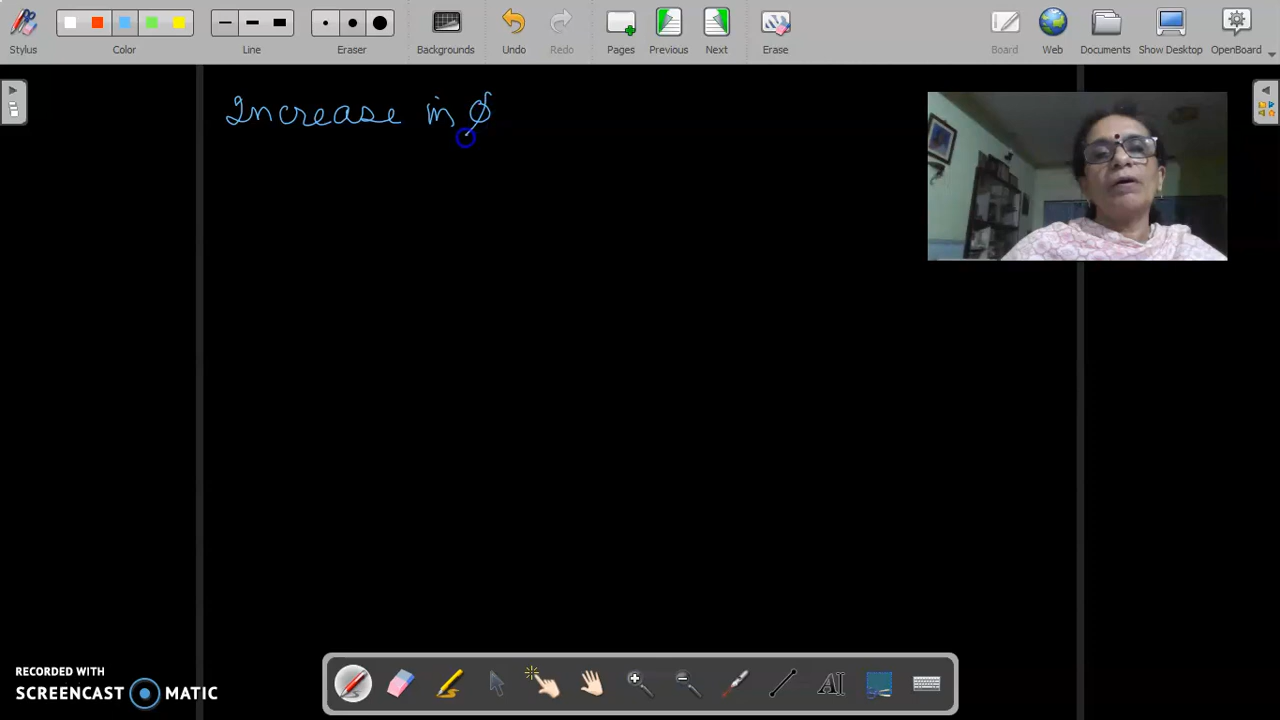 Stylus Color Line Eraser Backgrounds Undo Redo Pages Previous Next Erase Board Web Documents Show Desktop OpenBoard
Increase in φ
AI
RECORDED WITH
SCREENCAST MATIC